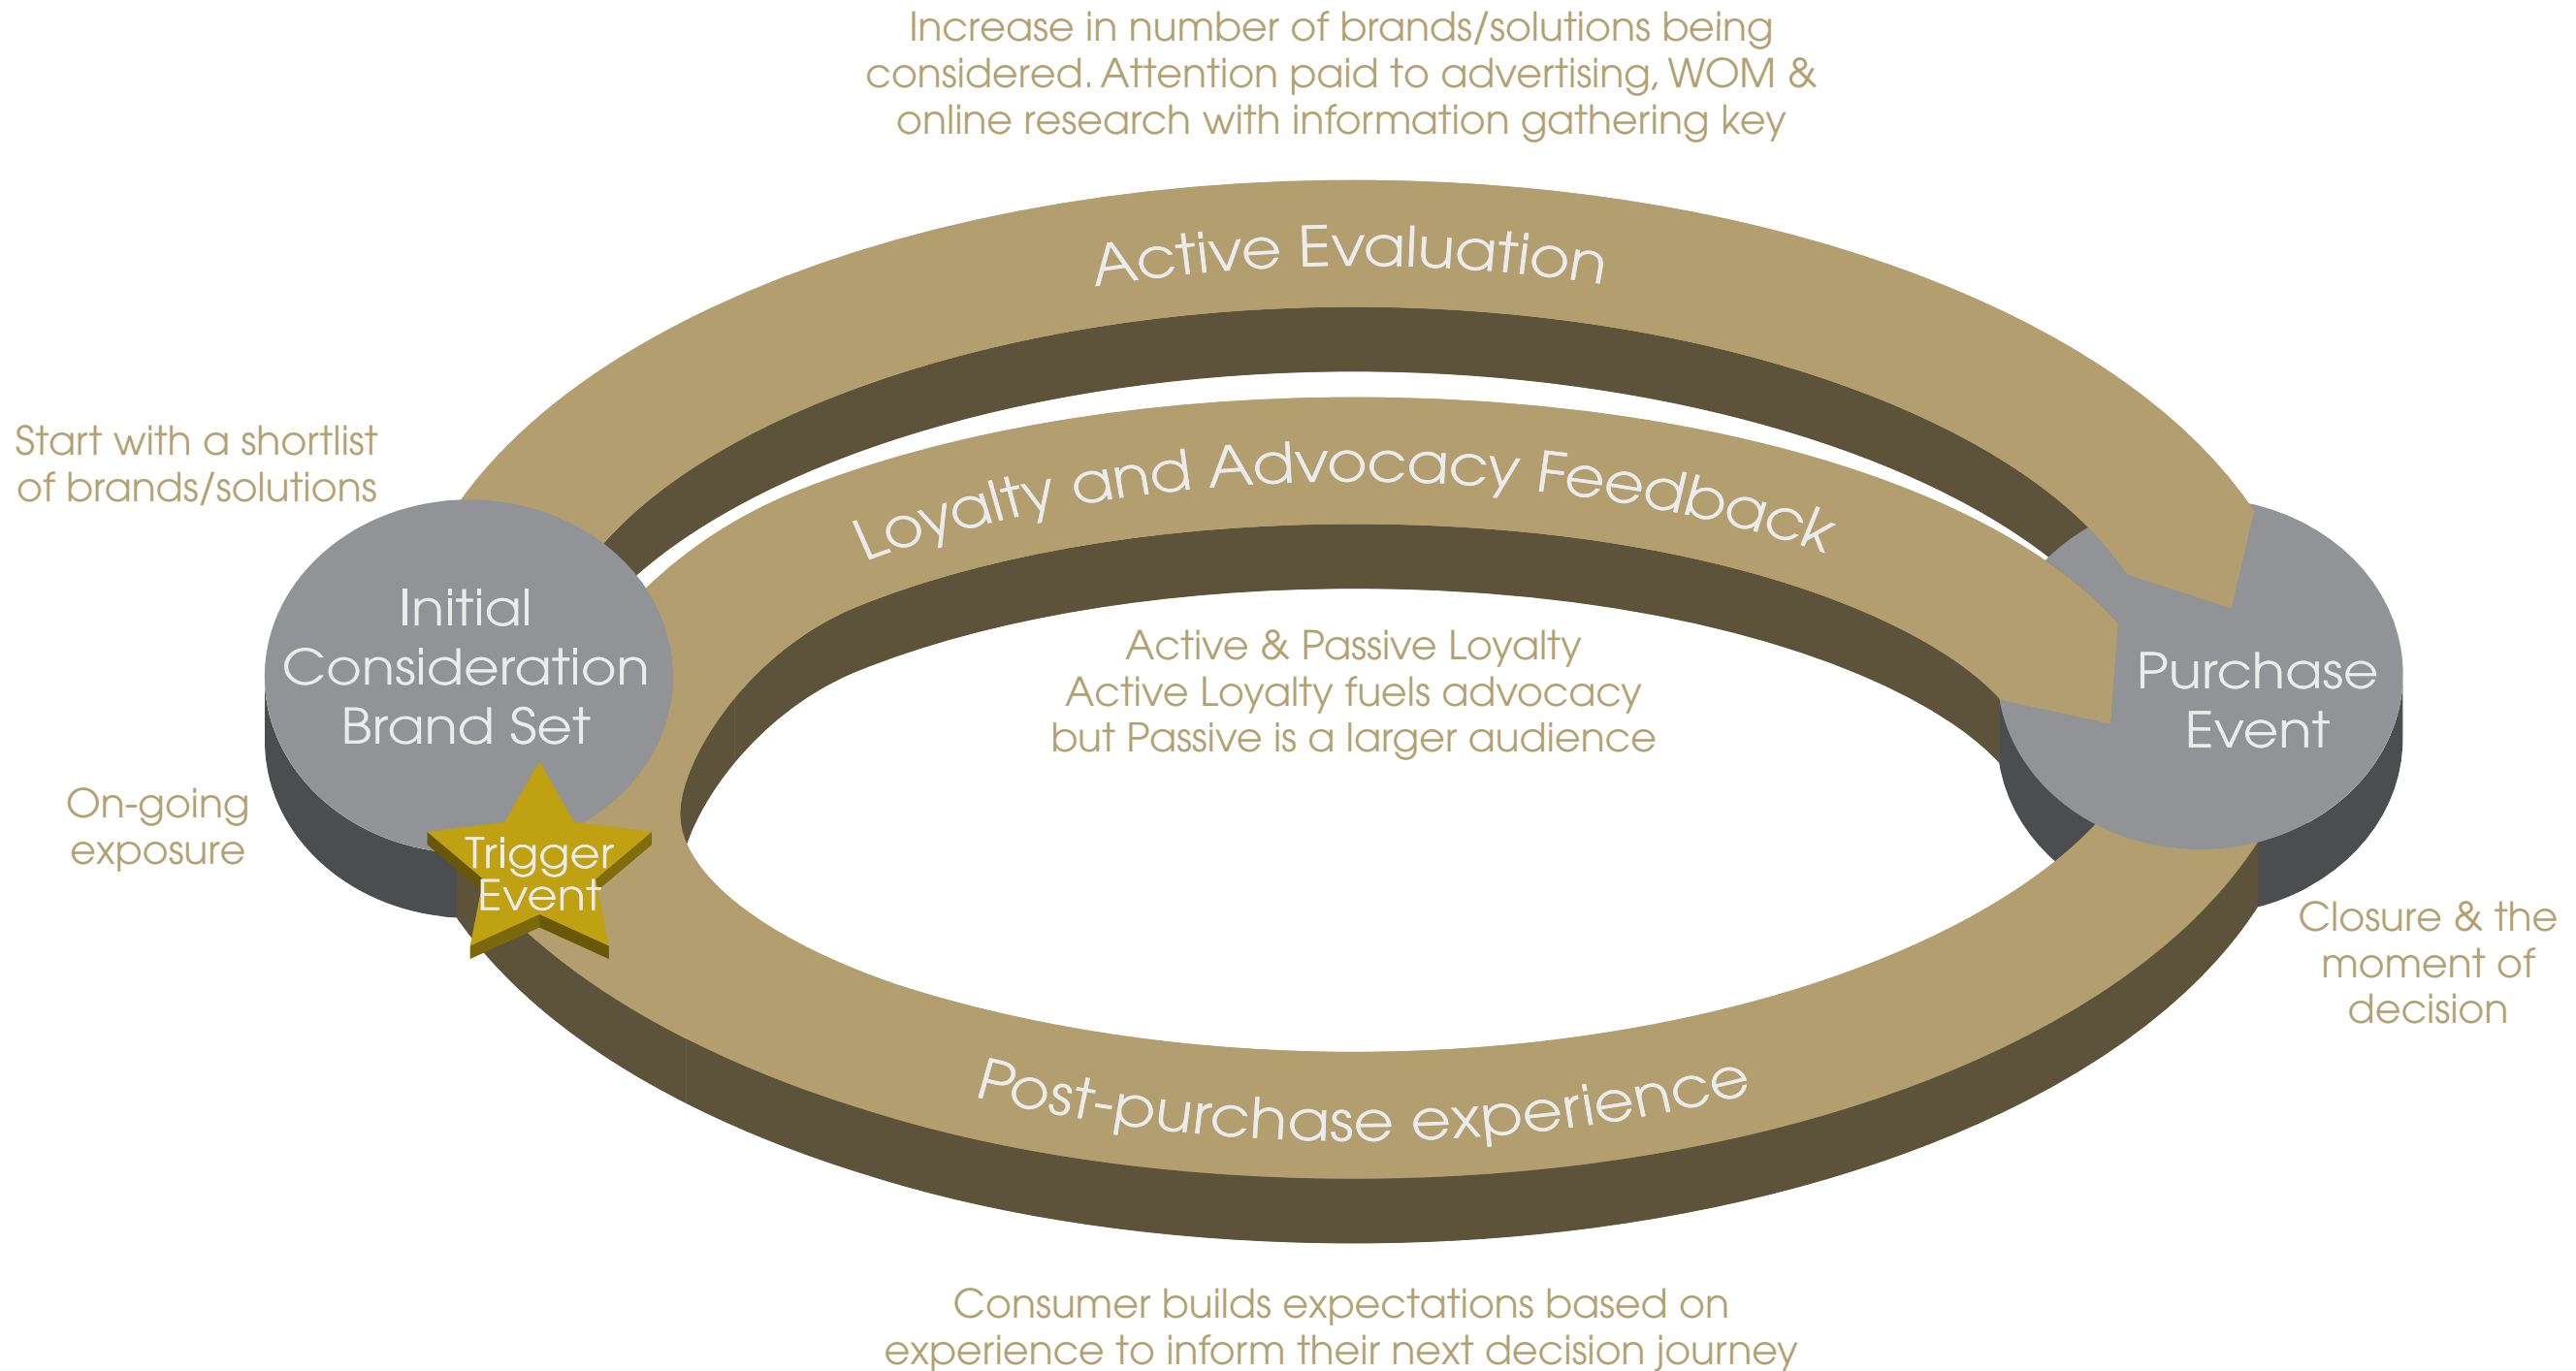 Increase in number of brands/solutions being
considered. Attention paid to advertising, WOM &
online research with information gathering key
Active Evaluation
Start with a shortlist
of brands/solutions
Loyalty and Advocacy Feedback
Initial
Consideration
Brand Set
Active & Passive Loyalty
Active Loyalty fuels advocacy
but Passive is a larger audience
Purchase
Event
On-going
exposure
Trigger
Event
Closure & the
moment of
decision
Post-purchase experience
Consumer builds expectations based on
experience to inform their next decision journey